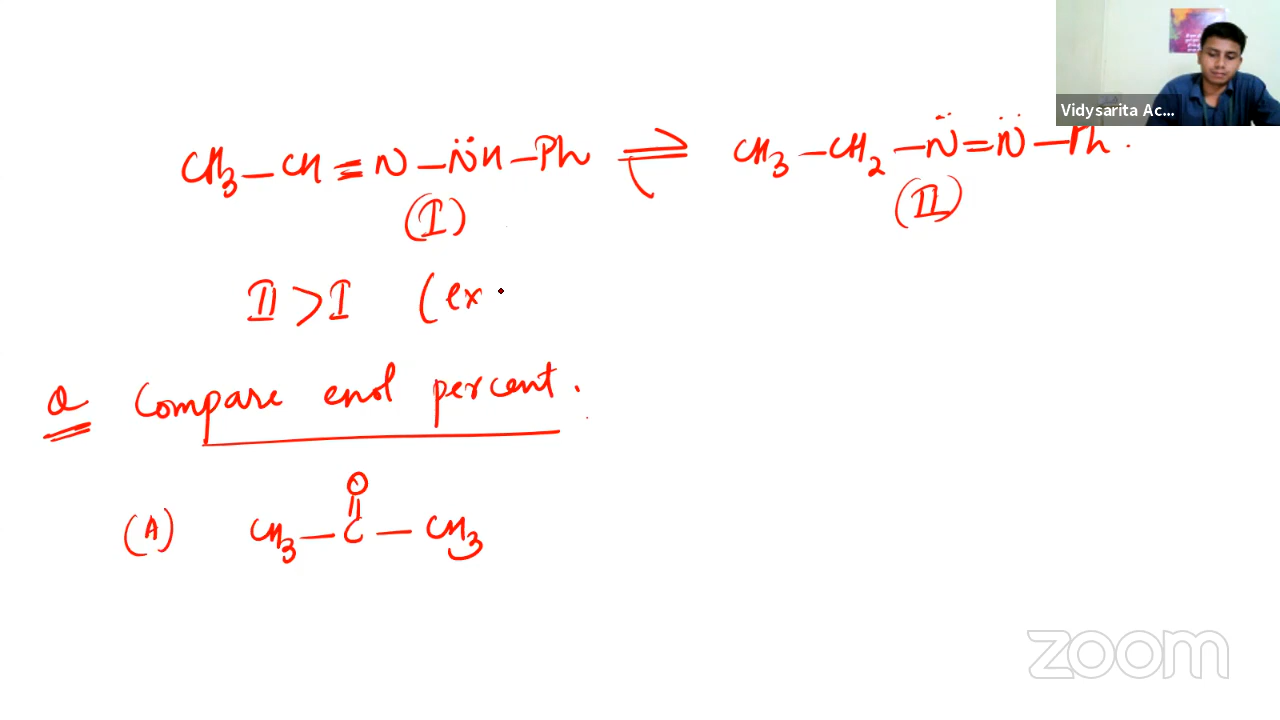 Vidysarita Ac...
CH₃ — CH = N — N̈H — Ph ⇌ CH₃ — CH₂ — N̈ = N̈ — Ph .
(I) (II)
II > I (ex
Q Compare enol percent .
O
||
(A) CH₃ — C — CH₃
zoom